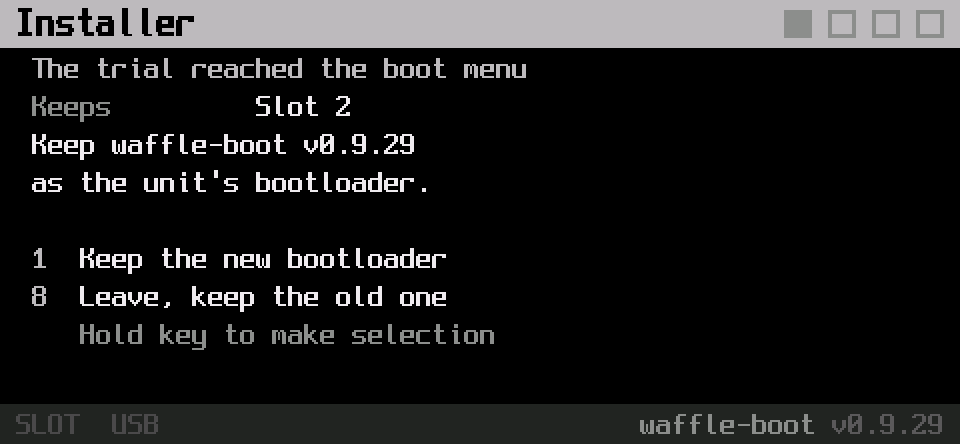 Installer
The trial reached the boot menu
Keeps Slot 2
Keep waffle-boot v0.9.29
as the unit's bootloader.
1 Keep the new bootloader
8 Leave, keep the old one
Hold key to make selection
SLOT USB waffle-boot v0.9.29